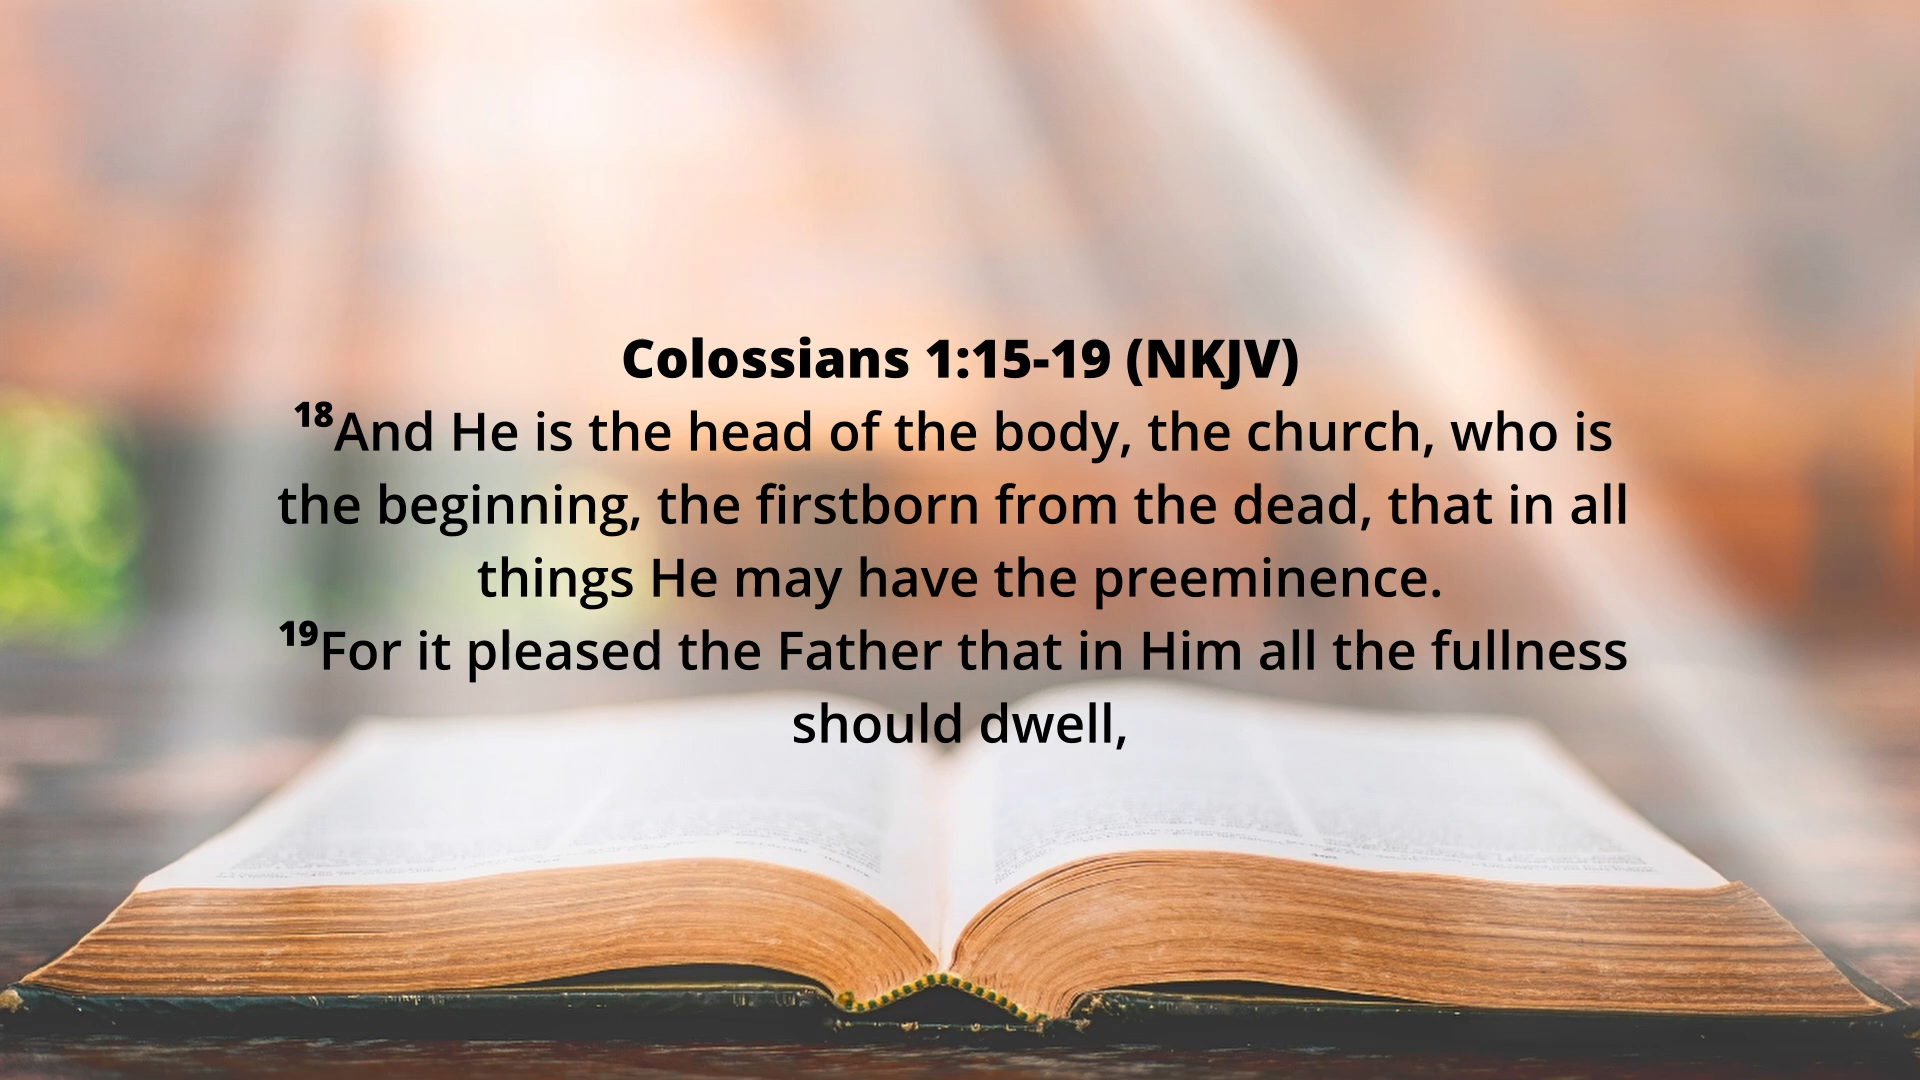 Colossians 1:15-19 (NKJV)
18And He is the head of the body, the church, who is
the beginning, the firstborn from the dead, that in all
things He may have the preeminence.
19For it pleased the Father that in Him all the fullness
should dwell,